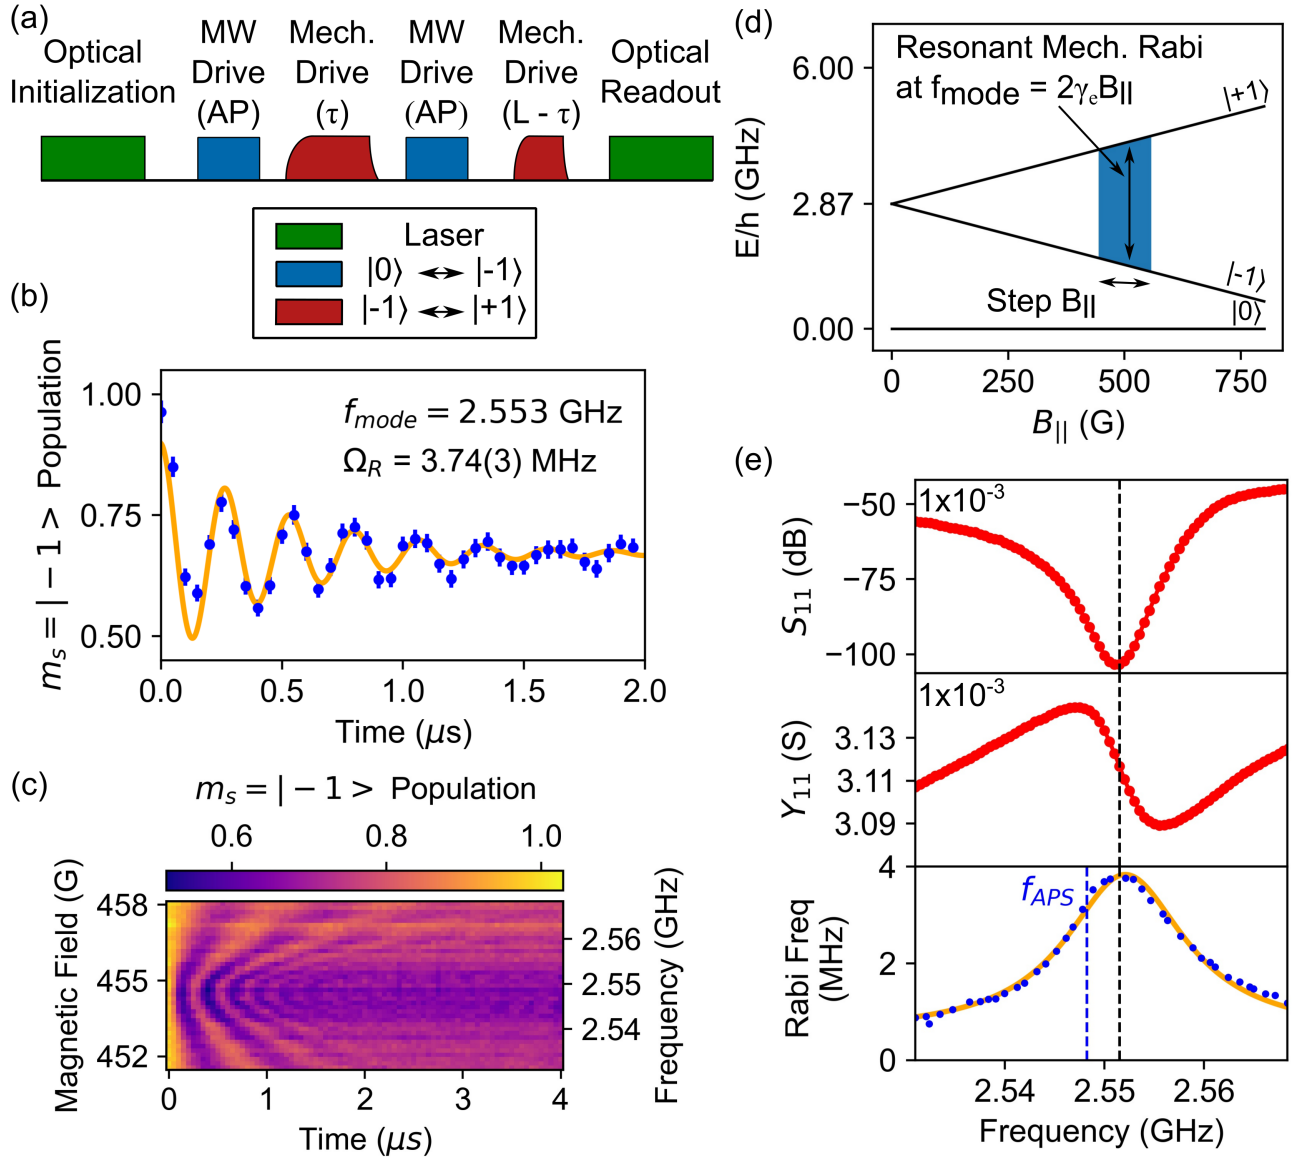 (a)
Optical
Initialization
MW
Drive
(AP)
Mech.
Drive
(τ)
MW
Drive
(AP)
Mech.
Drive
(L - τ)
Optical
Readout
Laser
|0⟩ ↔ |-1⟩
|-1⟩ ↔ |+1⟩
(b)
m_s = | − 1 > Population
1.00
0.75
0.50
f_mode = 2.553 GHz
Ω_R = 3.74(3) MHz
0.0 0.5 1.0 1.5 2.0
Time (μs)
(c)
m_s = | − 1 > Population
0.6 0.8 1.0
Magnetic Field (G)
458
455
452
2.56
2.55
2.54
Frequency (GHz)
0 1 2 3 4
Time (μs)
(d)
E/h (GHz)
6.00
2.87
0.00
Resonant Mech. Rabi
at f_mode = 2γ_eB_||
|+1⟩
|-1⟩
|0⟩
Step B_||
0 250 500 750
B_|| (G)
(e)
1x10⁻³
S₁₁ (dB)
−50
−75
−100
1x10⁻³
Y₁₁ (S)
3.13
3.11
3.09
Rabi Freq
(MHz)
4
2
0
f_APS
2.54 2.55 2.56
Frequency (GHz)